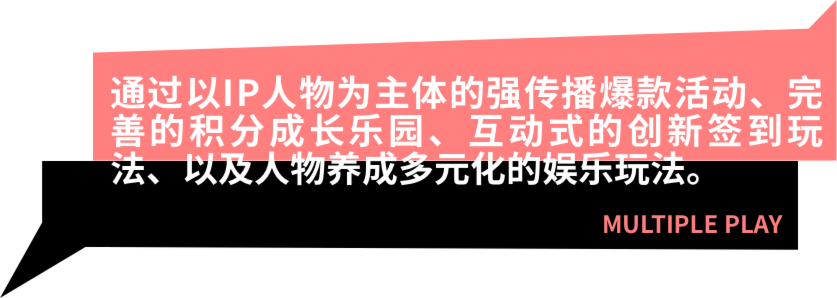 通过以IP人物为主体的强传播爆款活动、完
善的积分成长乐园、互动式的创新签到玩
法、以及人物养成多元化的娱乐玩法。
MULTIPLE PLAY